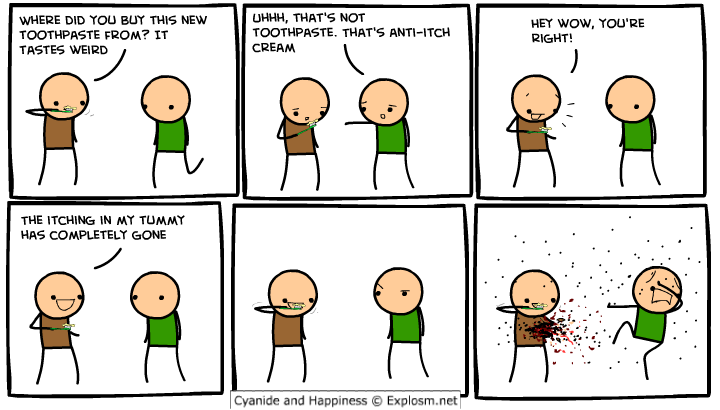 WHERE DID YOU BUY THIS NEW
TOOTHPASTE FROM? IT
TASTES WEIRD
UHHH, THAT'S NOT
TOOTHPASTE. THAT'S ANTI-ITCH
CREAM
HEY WOW, YOU'RE
RIGHT!
THE ITCHING IN MY TUMMY
HAS COMPLETELY GONE
Cyanide and Happiness © Explosm.net